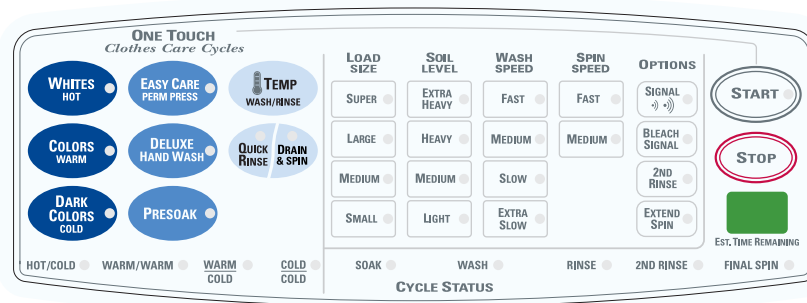 ONE TOUCH
Clothes Care Cycles
WHITES
HOT
EASY CARE
PERM PRESS
TEMP
WASH/RINSE
COLORS
WARM
DELUXE
HAND WASH
QUICK
RINSE
DRAIN
& SPIN
DARK
COLORS
COLD
PRESOAK
LOAD
SIZE
SUPER
LARGE
MEDIUM
SMALL
SOIL
LEVEL
EXTRA
HEAVY
HEAVY
MEDIUM
LIGHT
WASH
SPEED
FAST
MEDIUM
SLOW
EXTRA
SLOW
SPIN
SPEED
FAST
MEDIUM
OPTIONS
SIGNAL
BLEACH
SIGNAL
2ND
RINSE
EXTEND
SPIN
START
STOP
EST. TIME REMAINING
HOT/COLD
WARM/WARM
WARM
COLD
COLD
COLD
SOAK
WASH
RINSE
2ND RINSE
FINAL SPIN
CYCLE STATUS